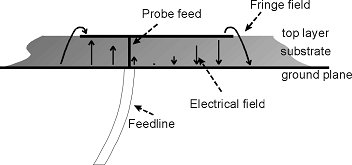 Fringe field
Probe feed
top layer
substrate
ground plane
Electrical field
Feedline